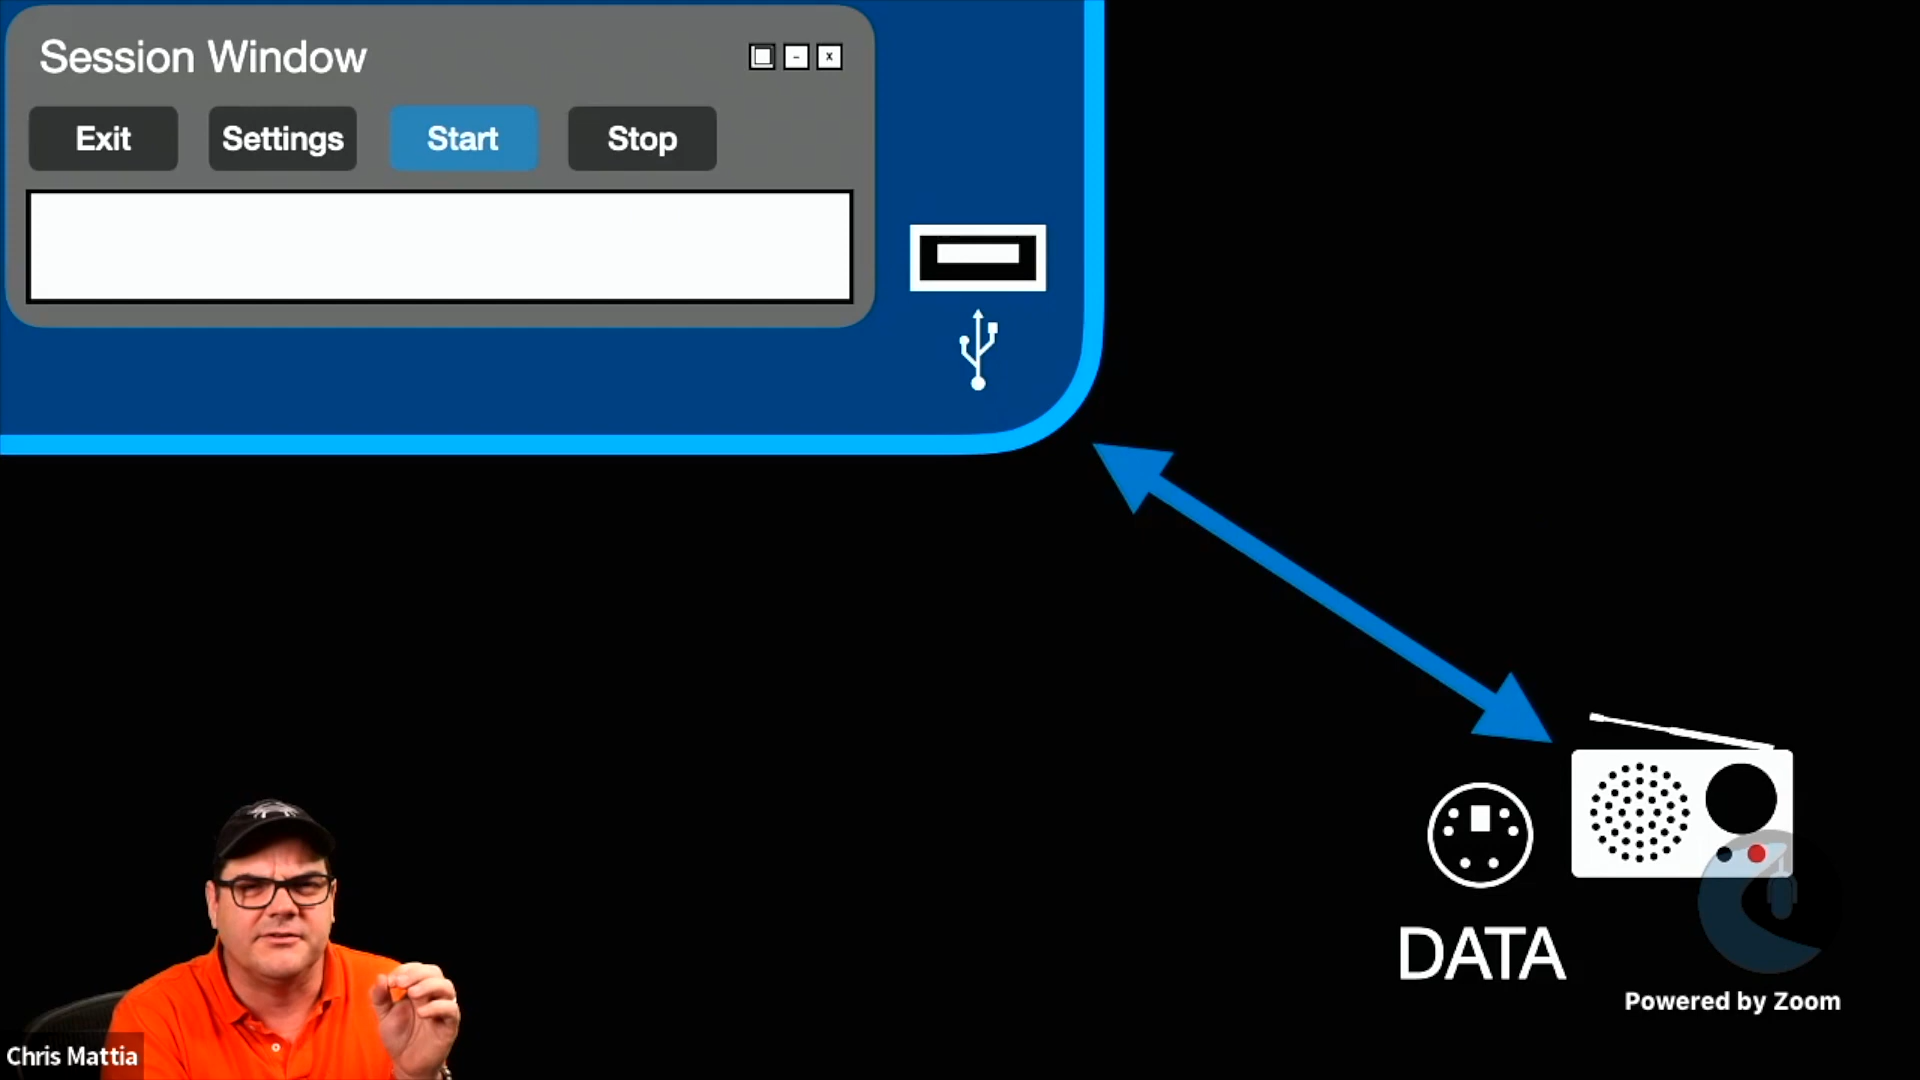 Session Window
Exit Settings Start Stop
DATA
Powered by Zoom
Chris Mattia